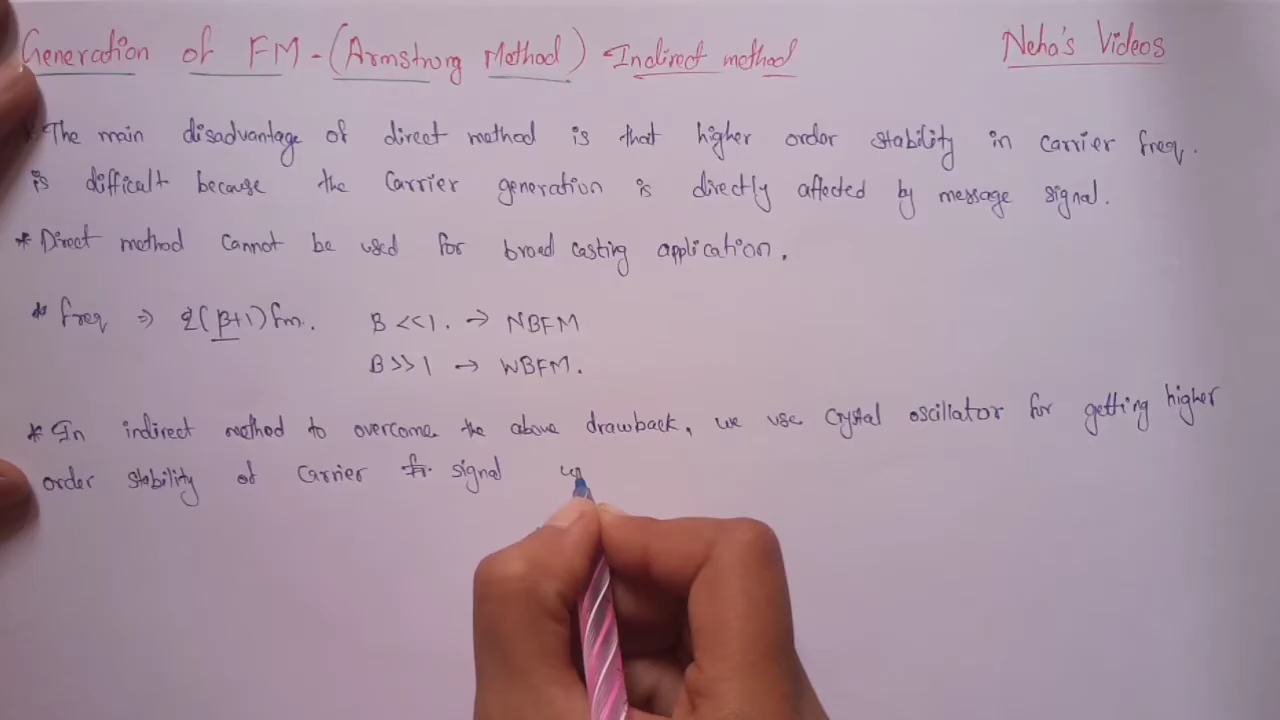 Generation of FM - (Armstrong Method) Indirect method
Neha's Videos
* The main disadvantage of direct method is that higher order stability in carrier freq.
is difficalt because the carrier generation is directly affected by message signal.
* Direct method cannot be used for broad casting application.
* freq ⇒ 2(β+1)fm. B <<1. → NBFM
B >> 1 → WBFM.
* In indirect method to overcome the above drawback, we use crystal oscillator for getting higher
order stability of carrier signal